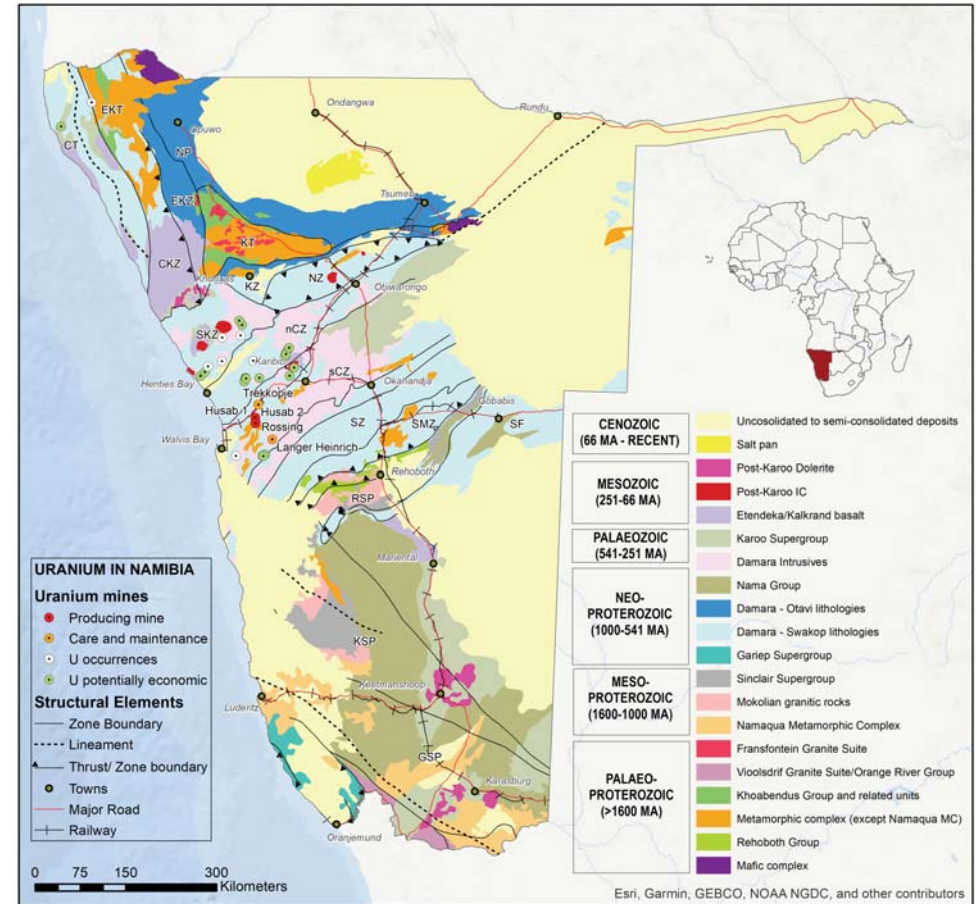 Ondangwa
Rundu
EKT
CT
Opuwo
NP
Tsumeb
EKZ
KT
CKZ
Khorixas
KZ
NZ
Otjiwarongo
SKZ
nCZ
Karibib
sCZ
Okahandja
Henties Bay
Trekkopje
Gobabis
Husab 1
Husab 2
SZ
SMZ
SF
Rossing
Walvis Bay
Langer Heinrich
Rehoboth
RSP
Mariental
KSP
Keetmanshoop
Luderitz
GSP
Karasburg
Oranjemund
URANIUM IN NAMIBIA
Uranium mines
Producing mine
Care and maintenance
U occurrences
U potentially economic
Structural Elements
Zone Boundary
Lineament
Thrust/ Zone boundary
Towns
Major Road
Railway
0 75 150 300
Kilometers
CENOZOIC
(66 MA - RECENT)
MESOZOIC
(251-66 MA)
PALAEOZOIC
(541-251 MA)
NEO-
PROTEROZOIC
(1000-541 MA)
MESO-
PROTEROZOIC
(1600-1000 MA)
PALAEO-
PROTEROZOIC
(>1600 MA)
Uncosolidated to semi-consolidated deposits
Salt pan
Post-Karoo Dolerite
Post-Karoo IC
Etendeka/Kalkrand basalt
Karoo Supergroup
Damara Intrusives
Nama Group
Damara - Otavi lithologies
Damara - Swakop lithologies
Gariep Supergroup
Sinclair Supergroup
Mokolian granitic rocks
Namaqua Metamorphic Complex
Fransfontein Granite Suite
Vioolsdrif Granite Suite/Orange River Group
Khoabendus Group and related units
Metamorphic complex (except Namaqua MC)
Rehoboth Group
Mafic complex
Esri, Garmin, GEBCO, NOAA NGDC, and other contributors